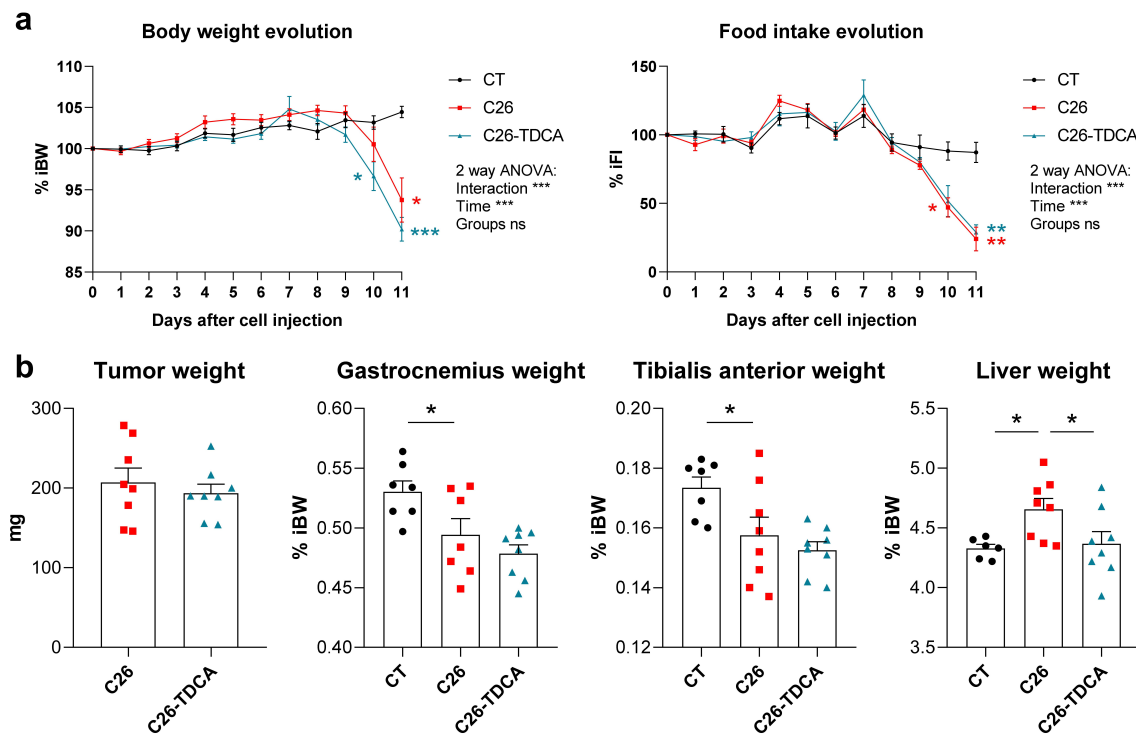 a
Body weight evolution
110
105
100
95
90
85
% iBW
0 1 2 3 4 5 6 7 8 9 10 11
Days after cell injection
*
*
***
CT
C26
C26-TDCA
2 way ANOVA:
Interaction ***
Time ***
Groups ns
Food intake evolution
150
100
50
0
% iFI
0 1 2 3 4 5 6 7 8 9 10 11
Days after cell injection
*
**
**
CT
C26
C26-TDCA
2 way ANOVA:
Interaction ***
Time ***
Groups ns
b
Tumor weight
300
200
100
0
mg
C26
C26-TDCA
Gastrocnemius weight
0.60
0.55
0.50
0.45
0.40
% iBW
*
CT
C26
C26-TDCA
Tibialis anterior weight
0.20
0.18
0.16
0.14
0.12
% iBW
*
CT
C26
C26-TDCA
Liver weight
5.5
5.0
4.5
4.0
3.5
% iBW
* *
CT
C26
C26-TDCA